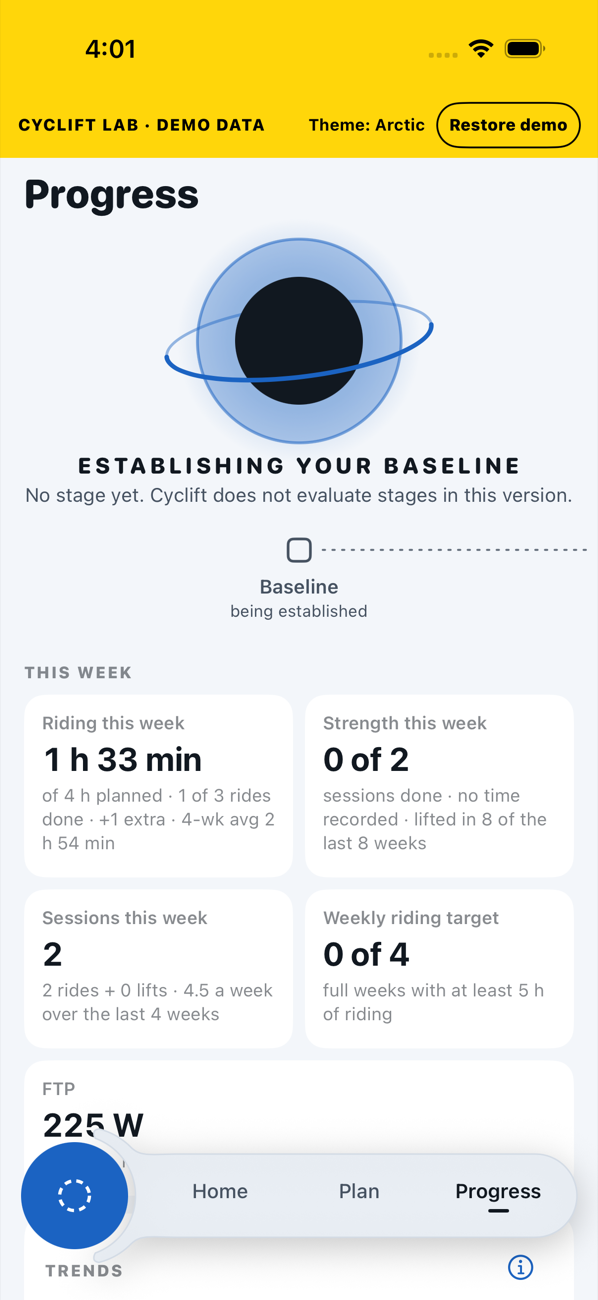 4:01
CYCLIFT LAB · DEMO DATA
Theme: Arctic
Restore demo
Progress
ESTABLISHING YOUR BASELINE
No stage yet. Cyclift does not evaluate stages in this version.
Baseline
being established
THIS WEEK
Riding this week
1 h 33 min
of 4 h planned · 1 of 3 rides
done · +1 extra · 4-wk avg 2
h 54 min
Strength this week
0 of 2
sessions done · no time
recorded · lifted in 8 of the
last 8 weeks
Sessions this week
2
2 rides + 0 lifts · 4.5 a week
over the last 4 weeks
Weekly riding target
0 of 4
full weeks with at least 5 h
of riding
FTP
225 W
Home
Plan
Progress
TRENDS